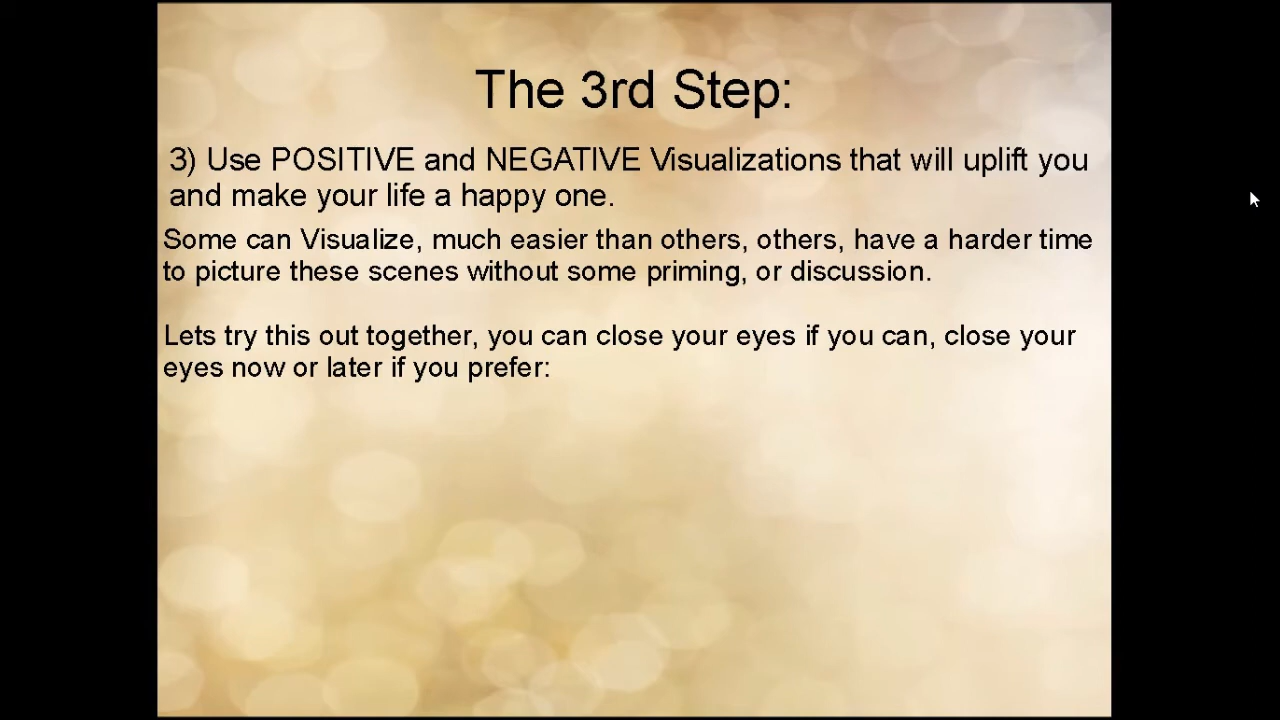 The 3rd Step:
3) Use POSITIVE and NEGATIVE Visualizations that will uplift you
and make your life a happy one.
Some can Visualize, much easier than others, others, have a harder time
to picture these scenes without some priming, or discussion.
Lets try this out together, you can close your eyes if you can, close your
eyes now or later if you prefer: